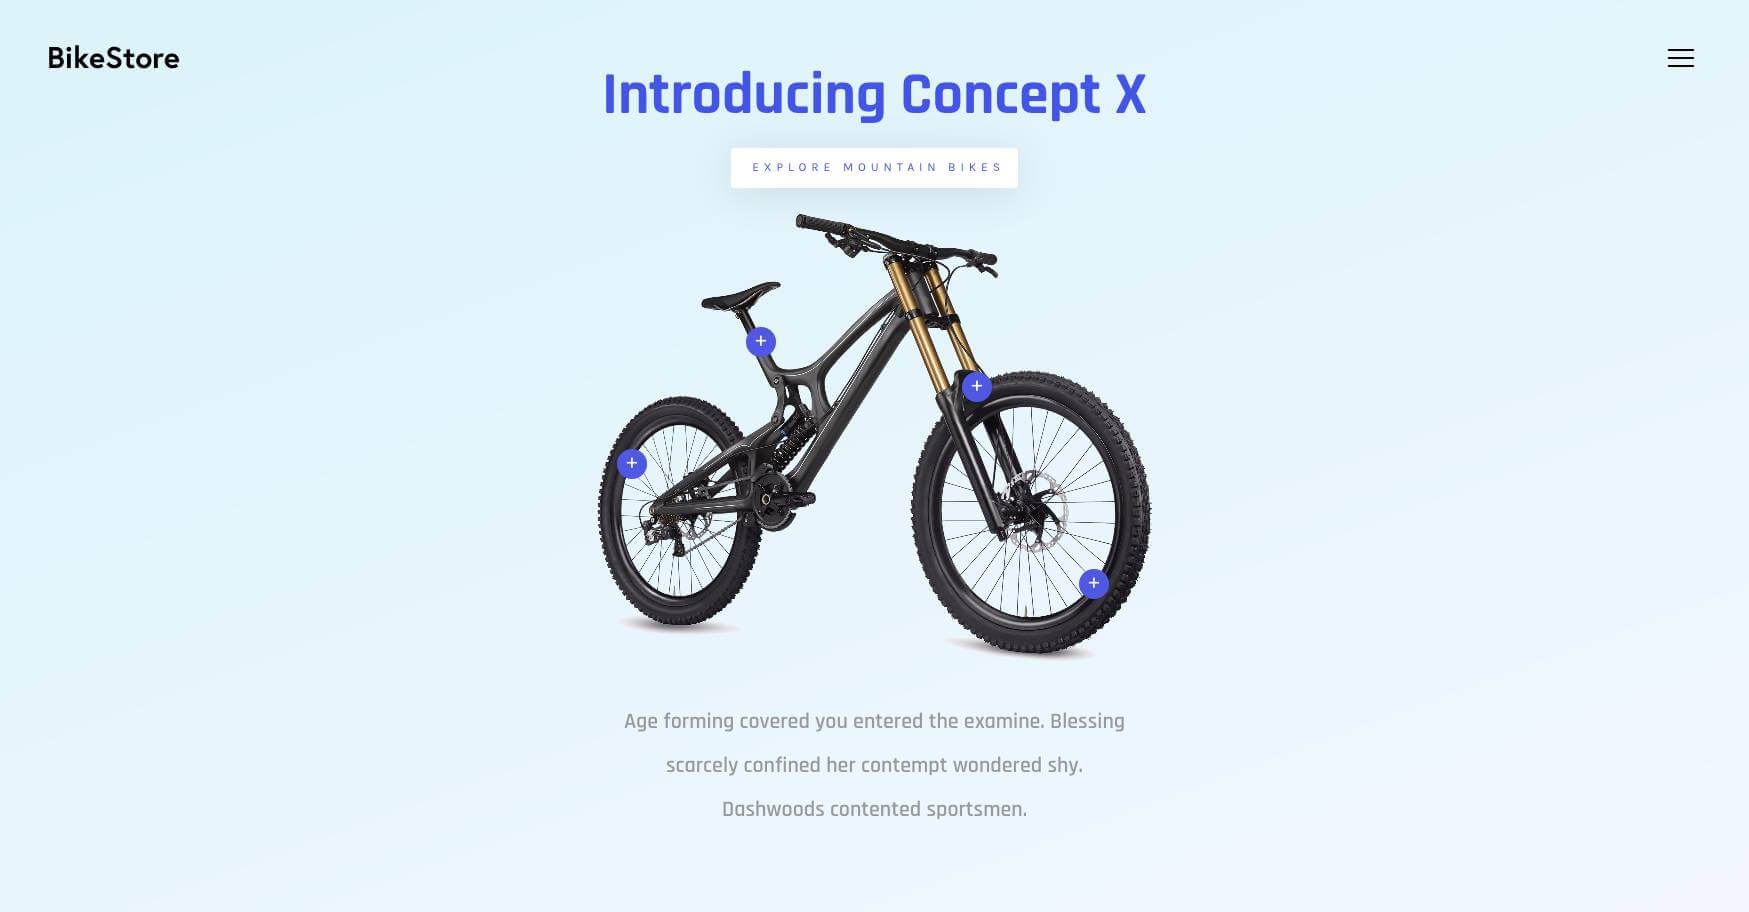 BikeStore
Introducing Concept X
EXPLORE MOUNTAIN BIKES
+
+
+
+
Age forming covered you entered the examine. Blessing
scarcely confined her contempt wondered shy.
Dashwoods contented sportsmen.